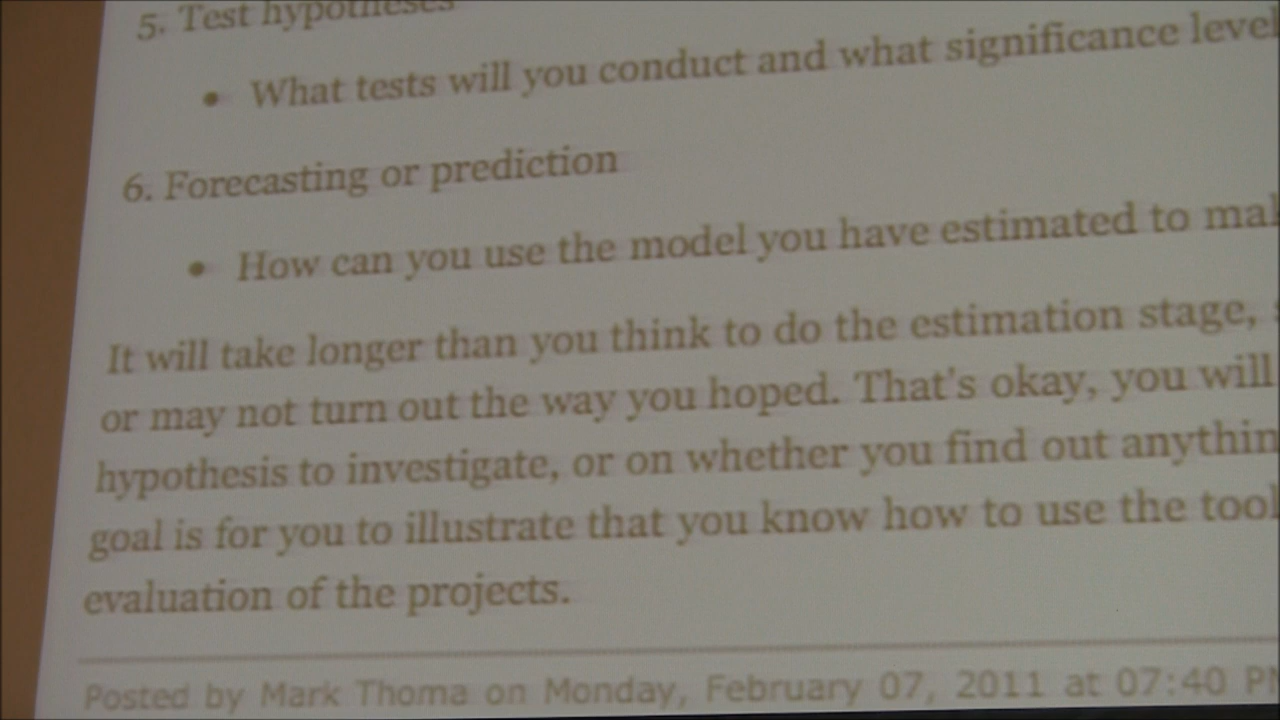 5. Test hypotheses
• What tests will you conduct and what significance level
6. Forecasting or prediction
• How can you use the model you have estimated to
It will take longer than you think to do the estimation stage,
or may not turn out the way you hoped. That's okay, you will
hypothesis to investigate, or on whether you find out
goal is for you to illustrate that you know how to use the
evaluation of the projects.
Posted by Mark Thoma on Monday, February 07, 2011 at 07:40